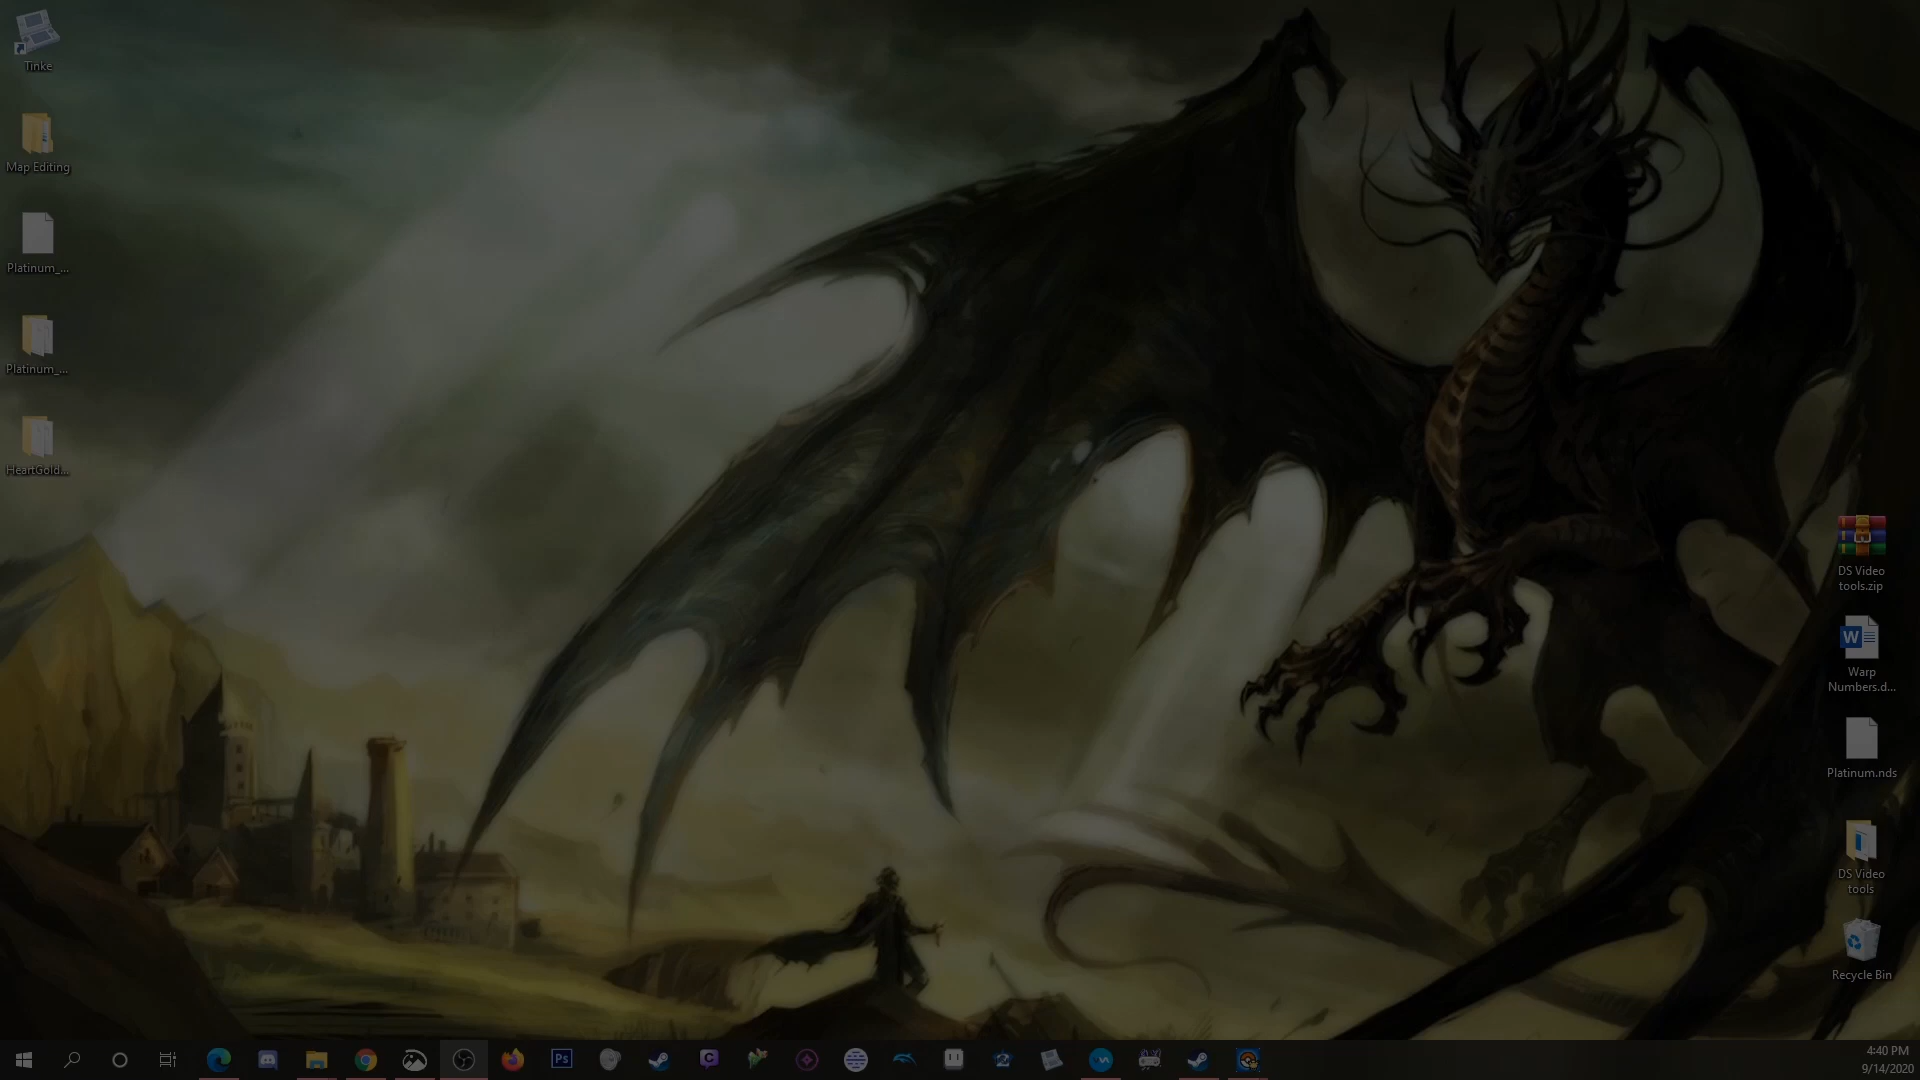 Tinke
Map Editing
Platinum_...
Platinum_...
HeartGold...
DS Video
tools.zip
Warp
Numbers.d...
Platinum.nds
DS Video
tools
Recycle Bin
W
Ps
4:40 PM
9/14/2020